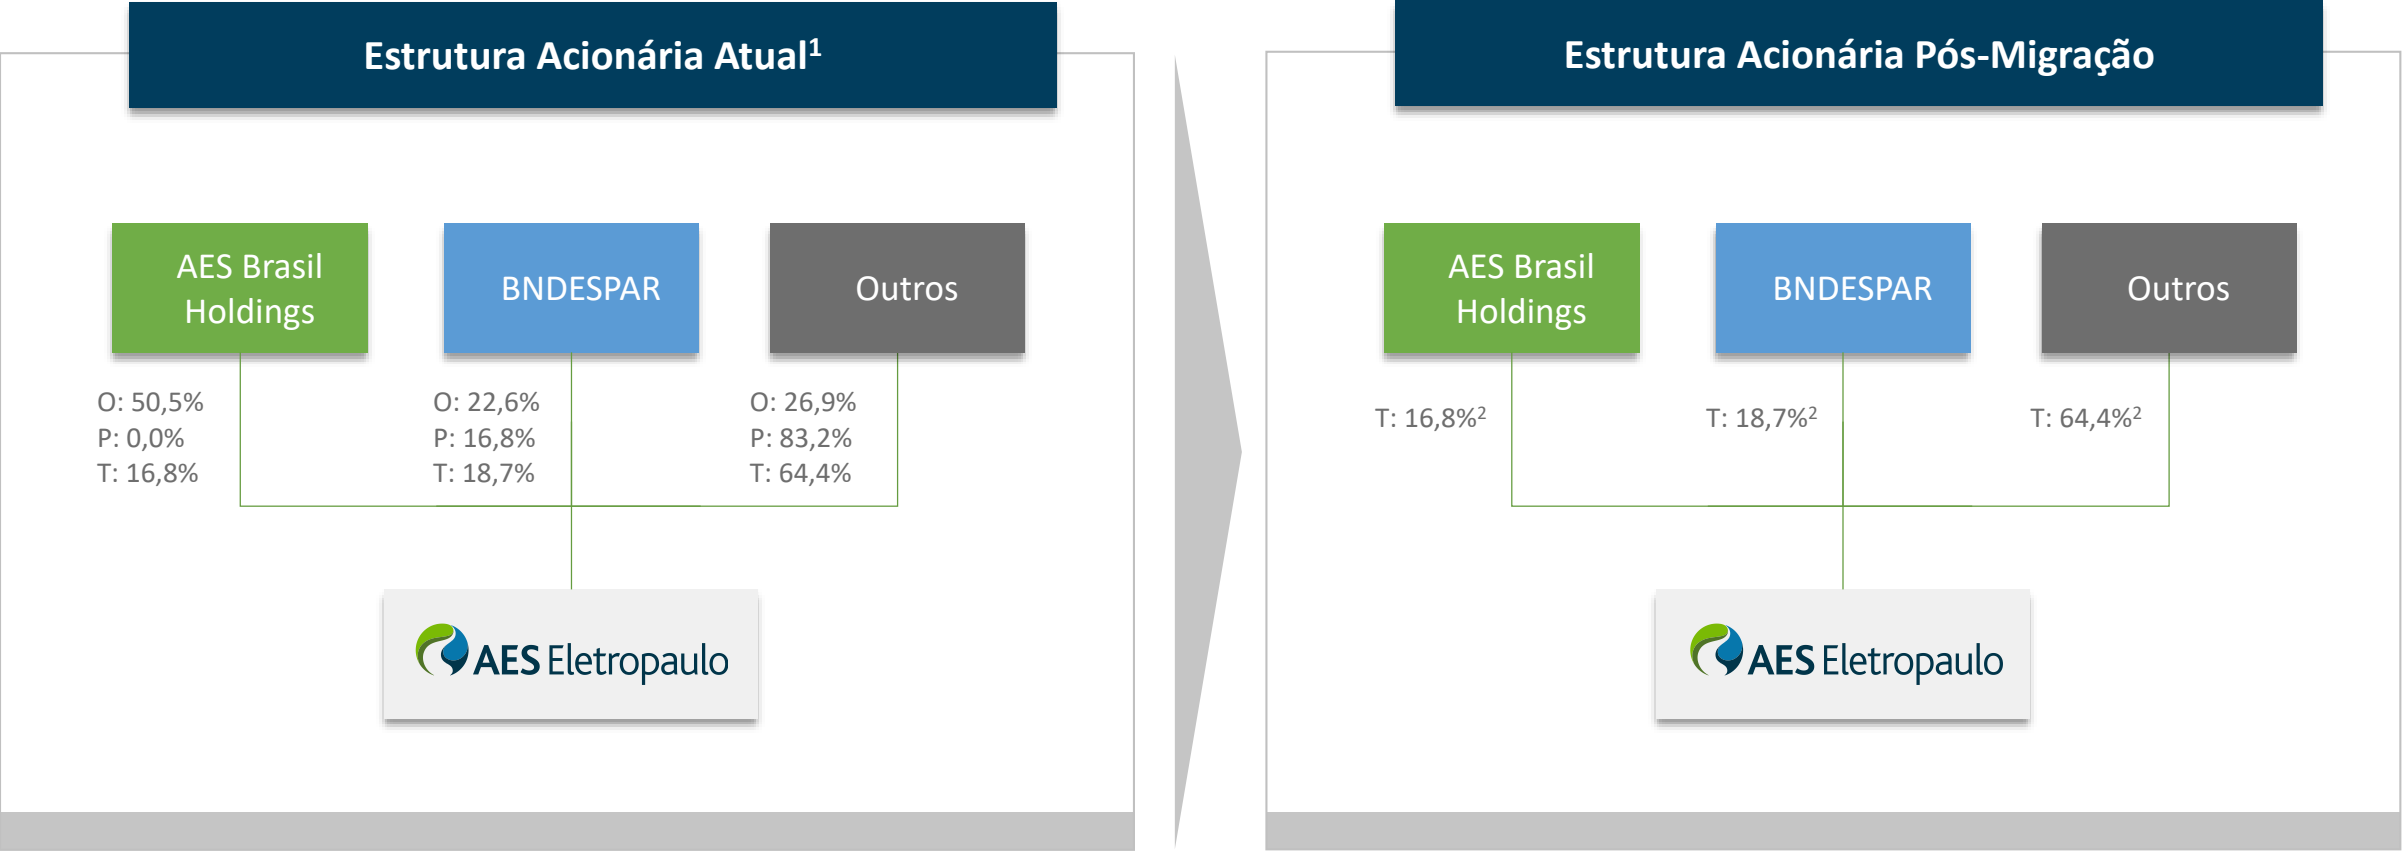 Estrutura Acionária Atual¹
AES Brasil
Holdings
BNDESPAR
Outros
O: 50,5%
P: 0,0%
T: 16,8%
O: 22,6%
P: 16,8%
T: 18,7%
O: 26,9%
P: 83,2%
T: 64,4%
AES Eletropaulo
Estrutura Acionária Pós-Migração
AES Brasil
Holdings
BNDESPAR
Outros
T: 16,8%²
T: 18,7%²
T: 64,4%²
AES Eletropaulo